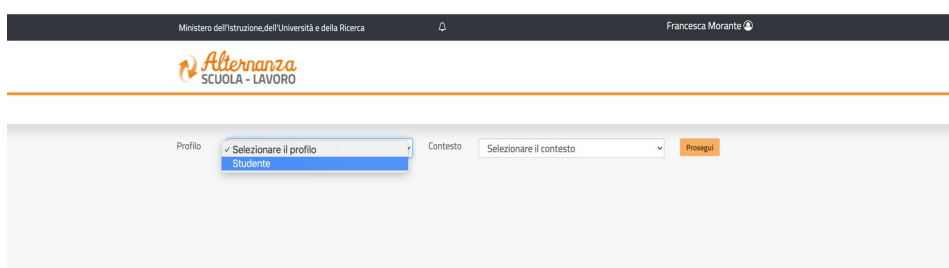 Ministero dell'Istruzione,dell'Università e della Ricerca
Francesca Morante
Alternanza
SCUOLA - LAVORO
Profilo
✓ Selezionare il profilo
Studente
Contesto
Selezionare il contesto
Prosegui